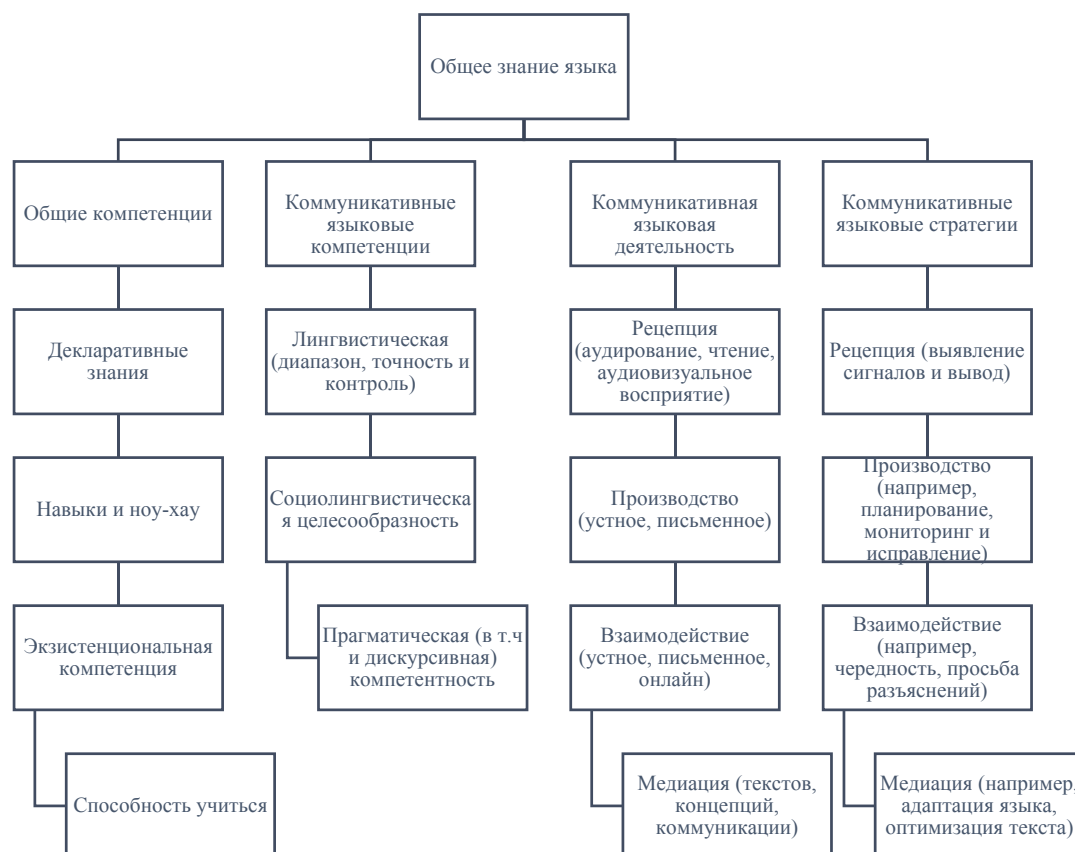 Общее знание языка
Общие компетенции
Коммуникативные
языковые
компетенции
Коммуникативная
языковая
деятельность
Коммуникативные
языковые стратегии
Декларативные
знания
Лингвистическая
(диапазон, точность и
контроль)
Рецепция
(аудирование, чтение,
аудиовизуальное
восприятие)
Рецепция (выявление
сигналов и вывод)
Навыки и ноу-хау
Социолингвистическа
я целесообразность
Производство
(устное, письменное)
Производство
(например,
планирование,
мониторинг и
исправление)
Экзистенциональная
компетенция
Прагматическая (в т.ч
и дискурсивная)
компетентность
Взаимодействие
(устное, письменное,
онлайн)
Взаимодействие
(например,
чередность, просьба
разъяснений)
Способность учиться
Медиация (текстов,
концепций,
коммуникации)
Медиация (например,
адаптация языка,
оптимизация текста)